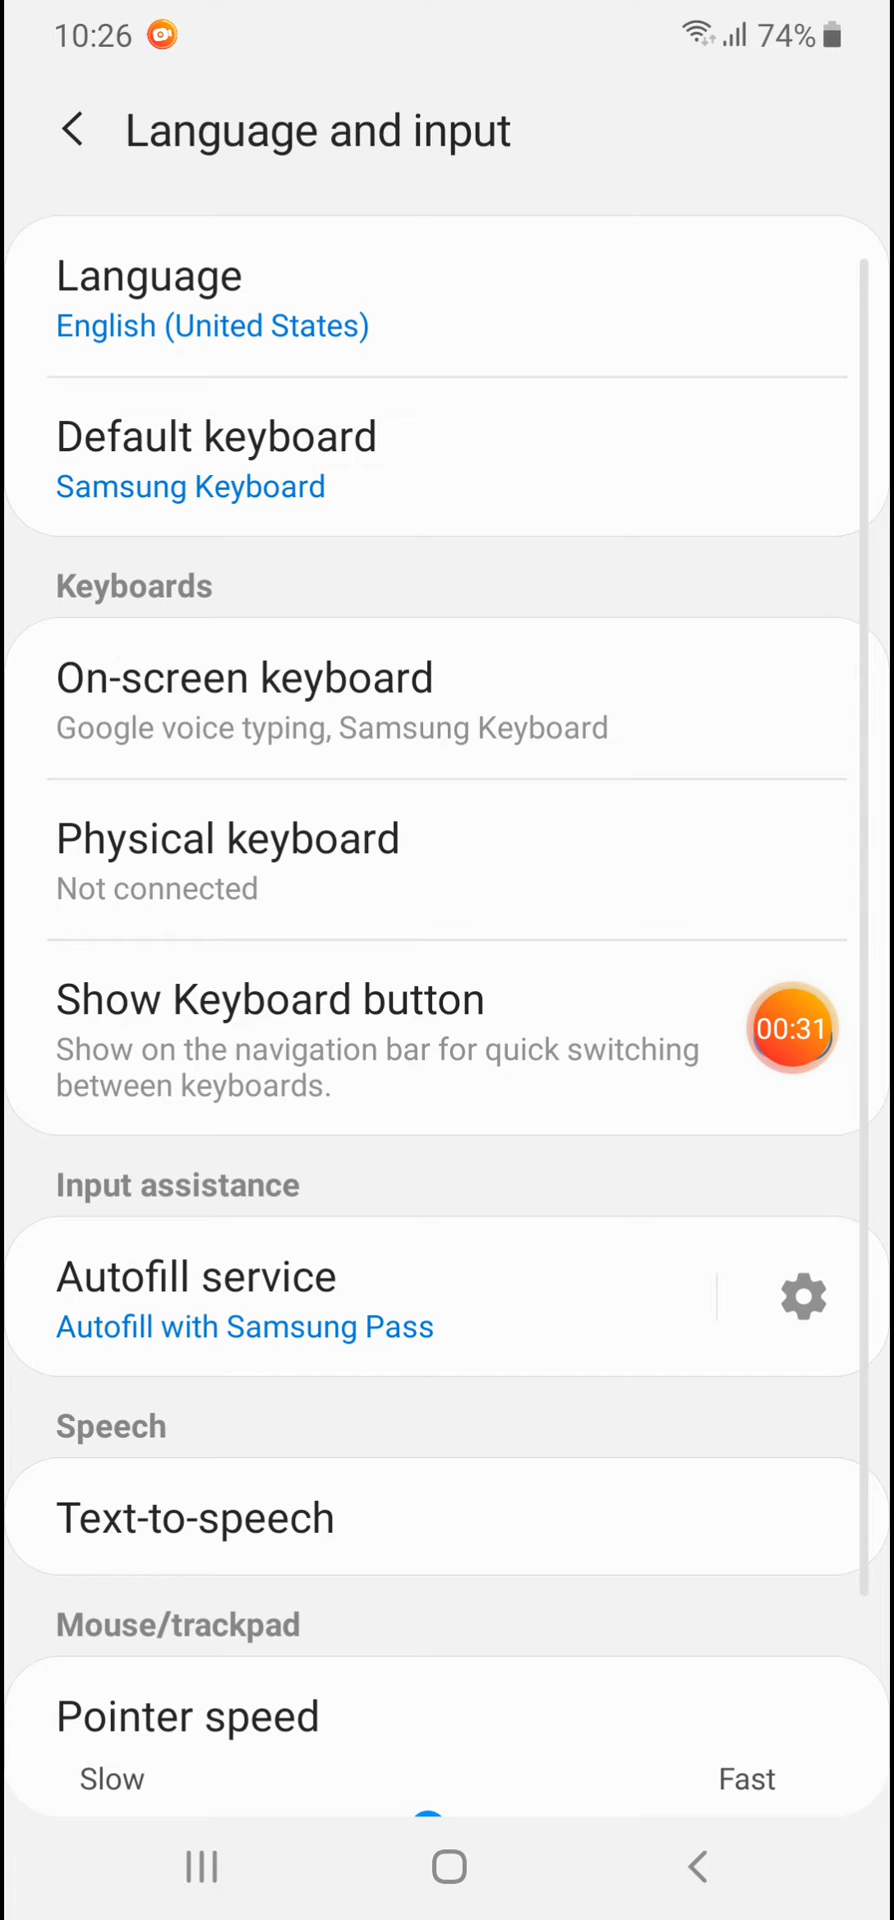 10:26
74%
Language and input
Language
English (United States)
Default keyboard
Samsung Keyboard
Keyboards
On-screen keyboard
Google voice typing, Samsung Keyboard
Physical keyboard
Not connected
Show Keyboard button
Show on the navigation bar for quick switching
between keyboards.
00:31
Input assistance
Autofill service
Autofill with Samsung Pass
Speech
Text-to-speech
Mouse/trackpad
Pointer speed
Slow
Fast